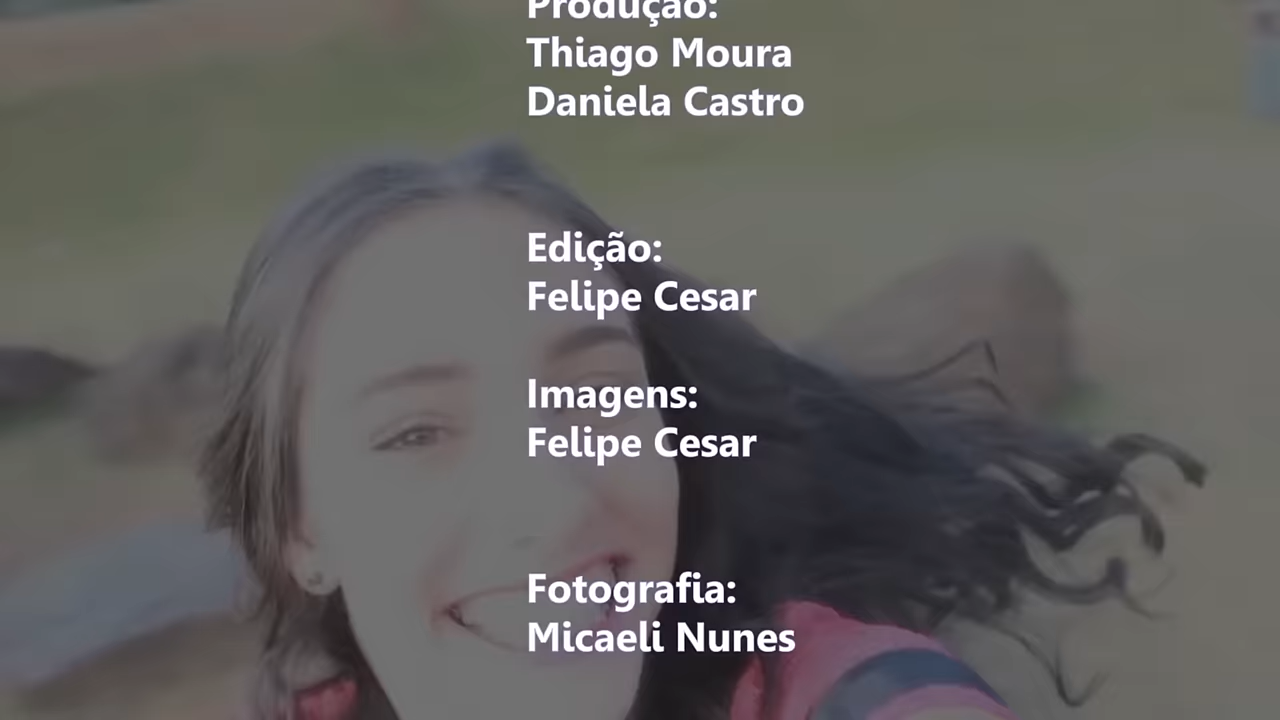 Produção:
Thiago Moura
Daniela Castro
Edição:
Felipe Cesar
Imagens:
Felipe Cesar
Fotografia:
Micaeli Nunes